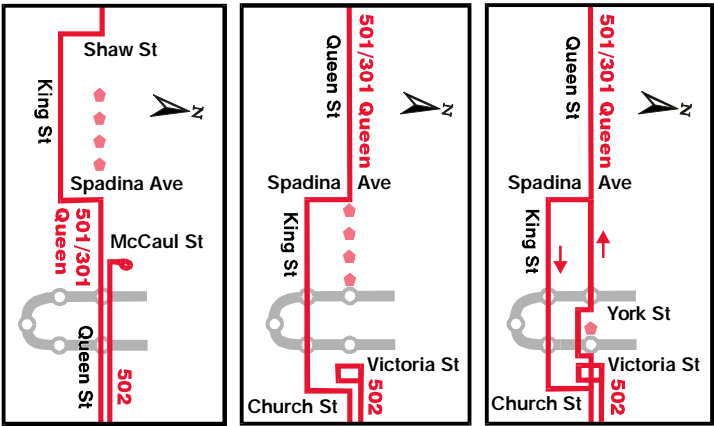 Shaw St
King St
N
Spadina Ave
501/301
Queen
McCaul St
Queen St
502
Queen St
501/301 Queen
N
Spadina Ave
King St
Victoria St
502
Church St
Queen St
501/301 Queen
N
Spadina Ave
King St
York St
Victoria St
502
Church St